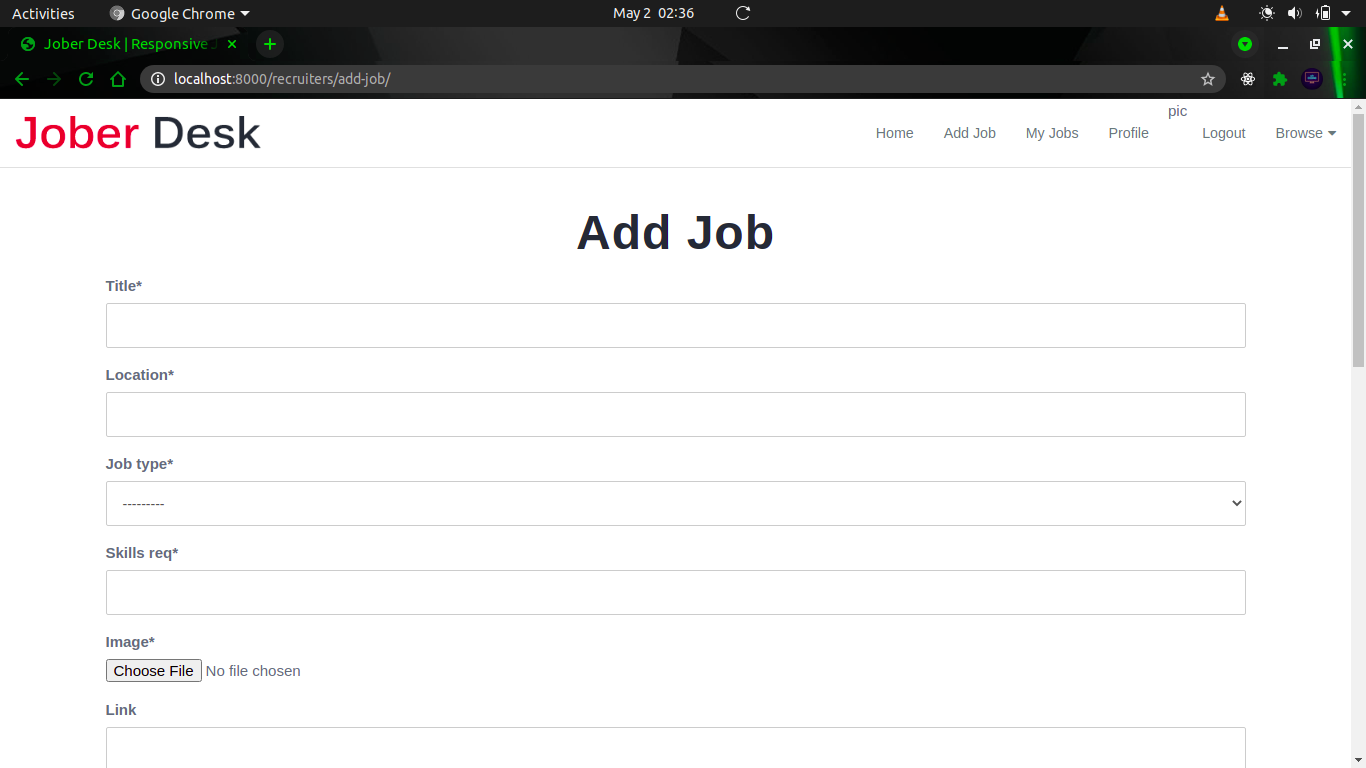 Activities Google Chrome May 2 02:36
Jober Desk | Responsive J
localhost:8000/recruiters/add-job/
Jober Desk Home Add Job My Jobs Profile pic Logout Browse
Add Job
Title*
Location*
Job type*
---------
Skills req*
Image*
Choose File No file chosen
Link